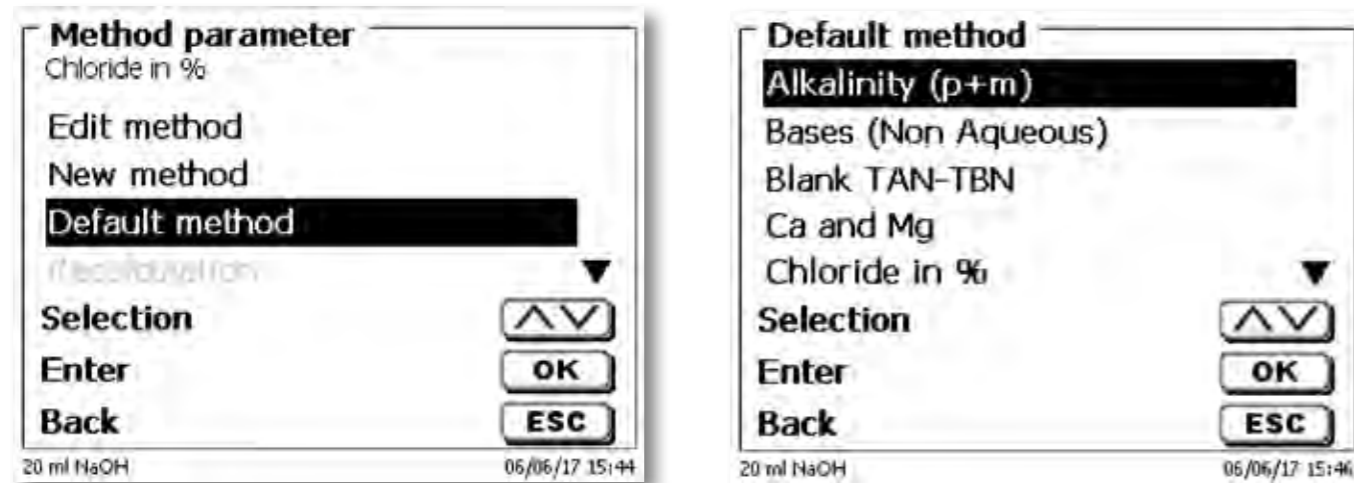 Method parameter
Chloride in %
Edit method
New method
Default method
Selection
Enter OK
Back ESC
20 ml NaOH 06/06/17 15:44
Default method
Alkalinity (p+m)
Bases (Non Aqueous)
Blank TAN-TBN
Ca and Mg
Chloride in %
Selection
Enter OK
Back ESC
20 ml NaOH 06/06/17 15:46